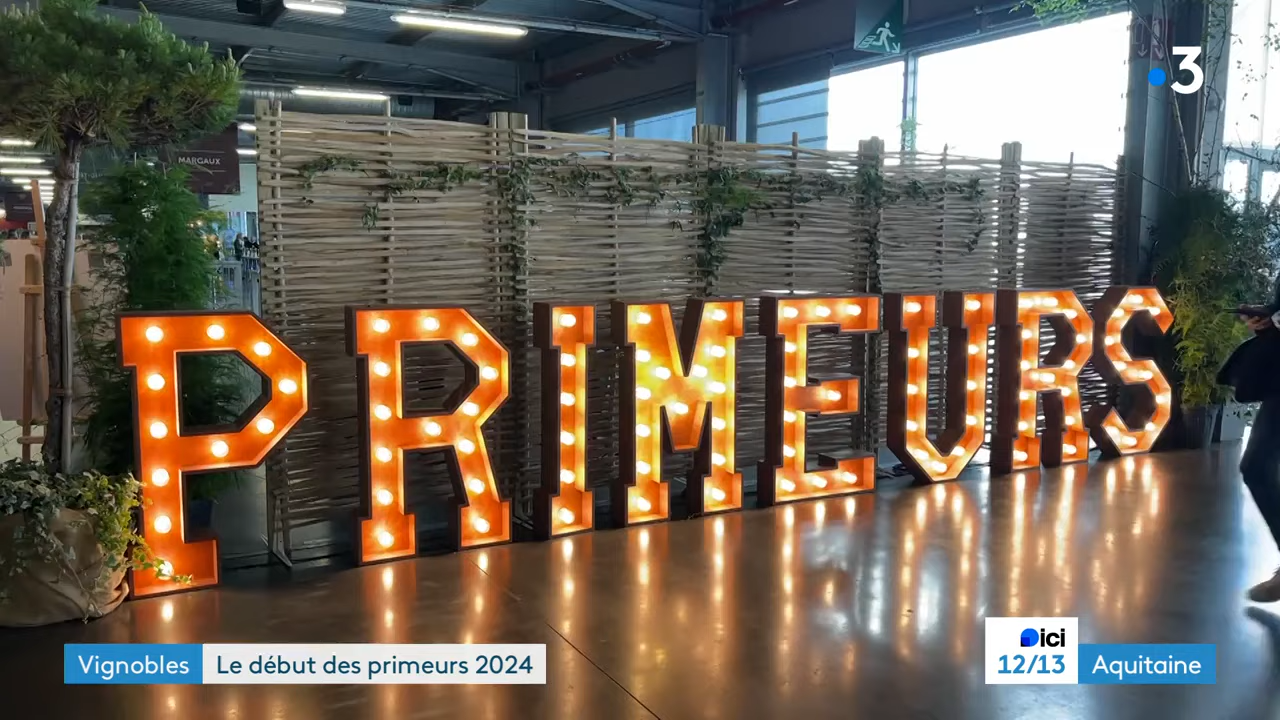 3
MARGAUX
PRIMEURS
Vignobles
Le début des primeurs 2024
ici
12/13
Aquitaine